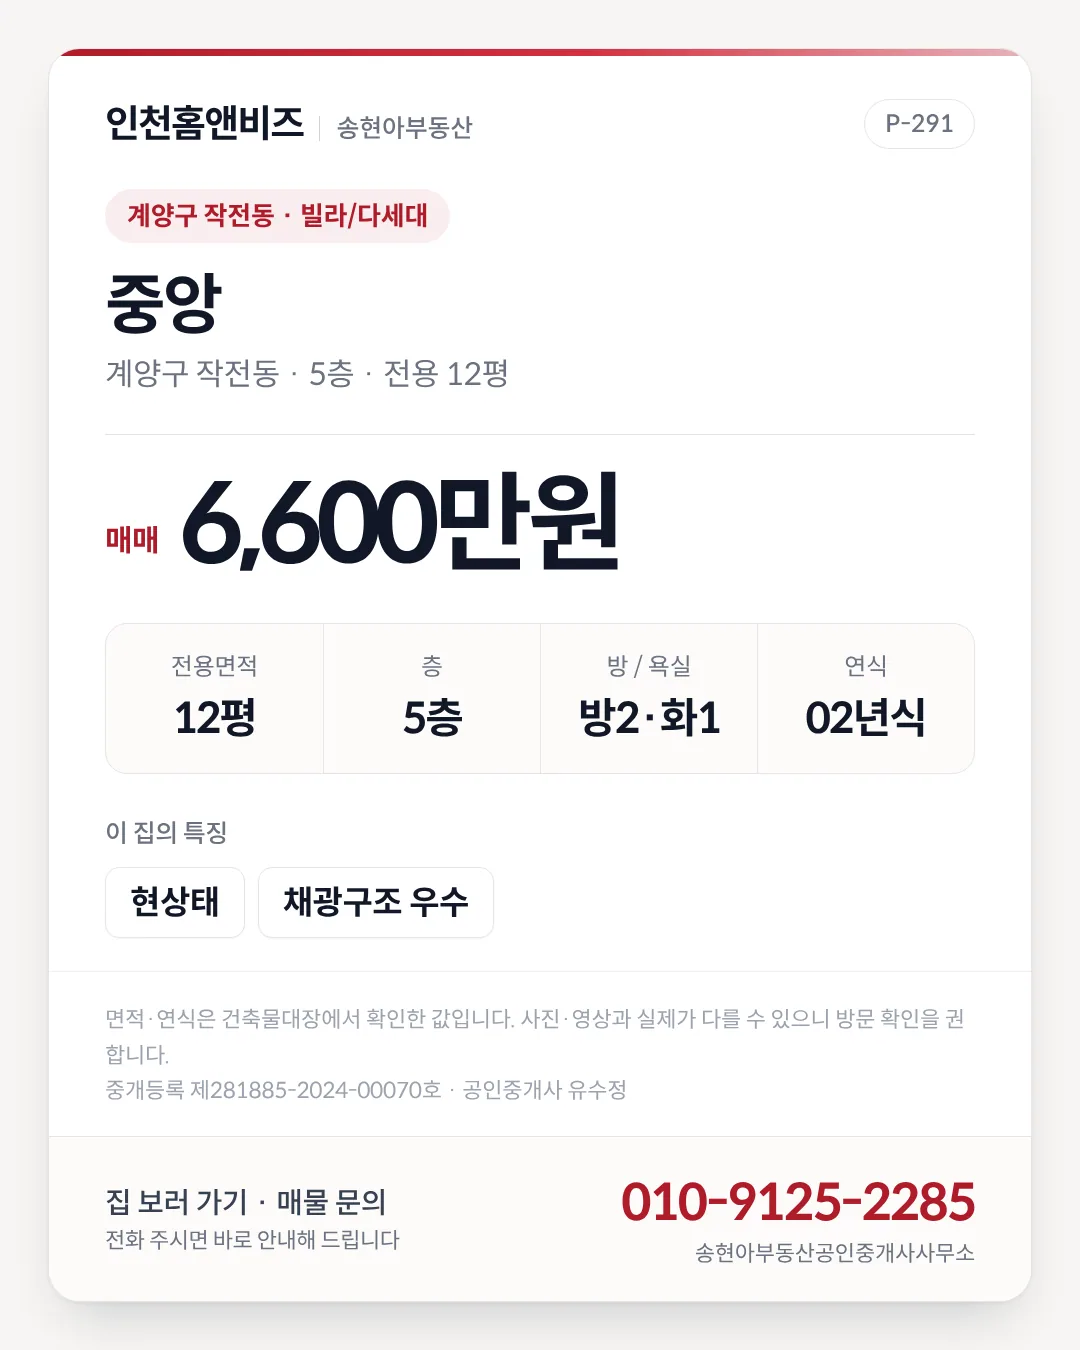 인천홈앤비즈 | 송현아부동산
P-291
계양구 작전동 · 빌라/다세대
중앙
계양구 작전동 · 5층 · 전용 12평
매매 6,600만원
전용면적 층 방 / 욕실 연식
12평 5층 방2·화1 02년식
이 집의 특징
현상태 채광구조 우수
면적·연식은 건축물대장에서 확인한 값입니다. 사진·영상과 실제가 다를 수 있으니 방문 확인을 권
합니다.
중개등록 제281885-2024-00070호 · 공인중개사 유수정
집 보러 가기 · 매물 문의
전화 주시면 바로 안내해 드립니다
010-9125-2285
송현아부동산공인중개사사무소